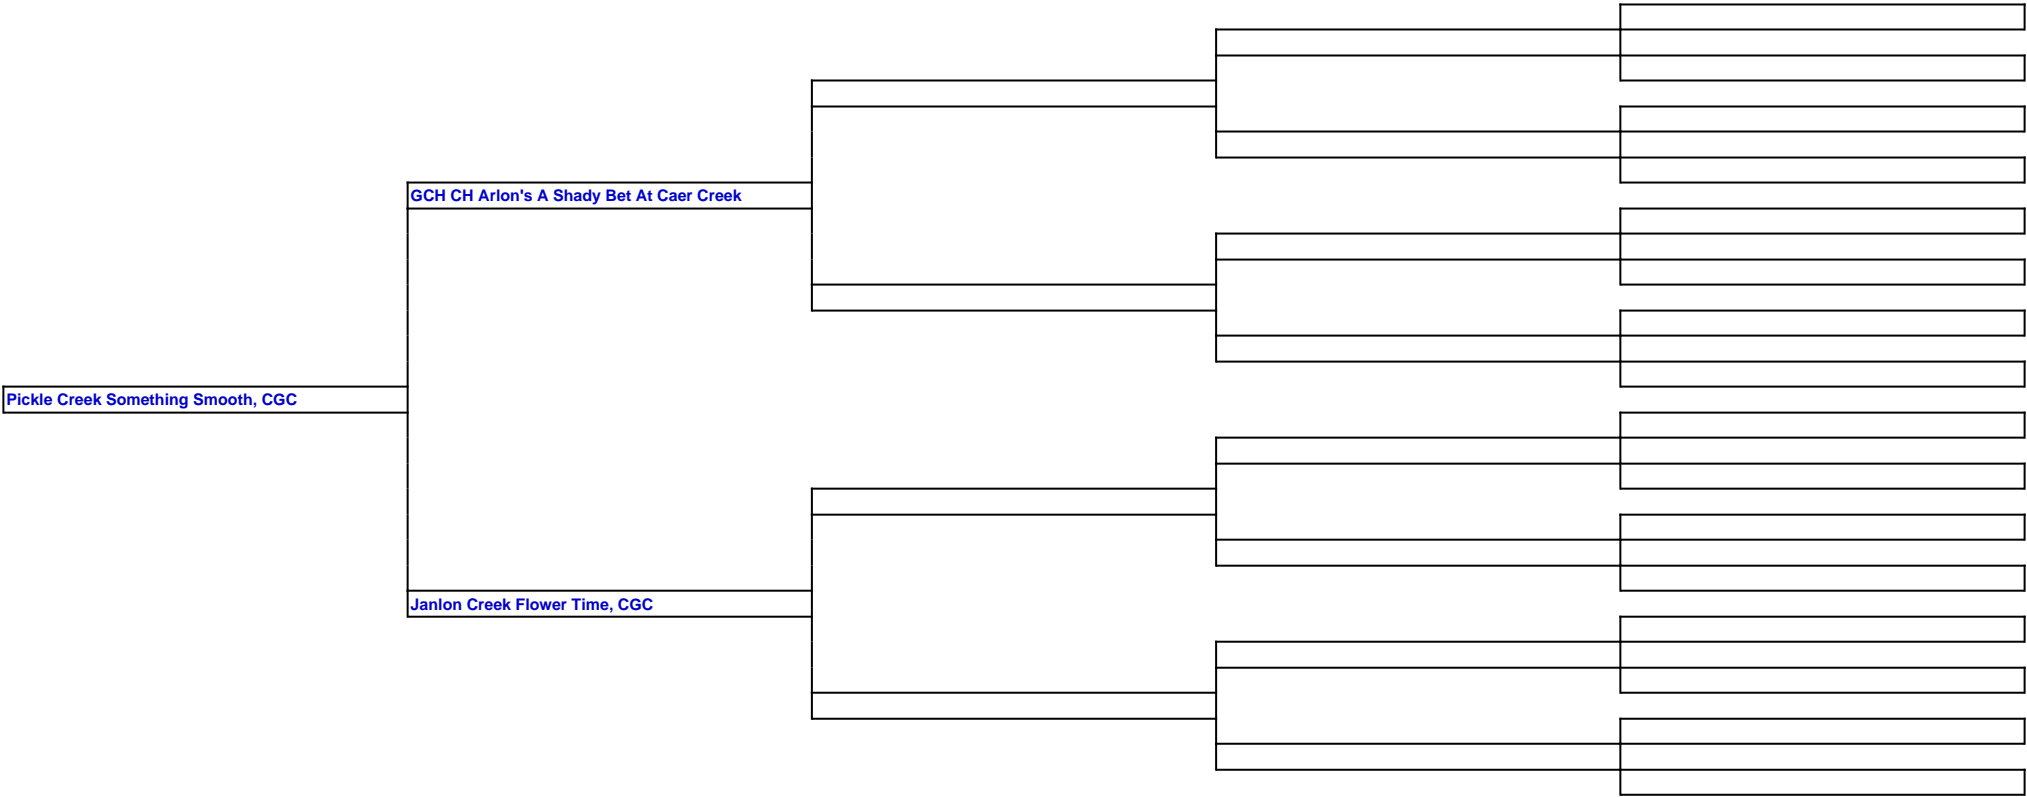 GCH CH Arlon's A Shady Bet At Caer Creek
Pickle Creek Something Smooth, CGC
Janlon Creek Flower Time, CGC